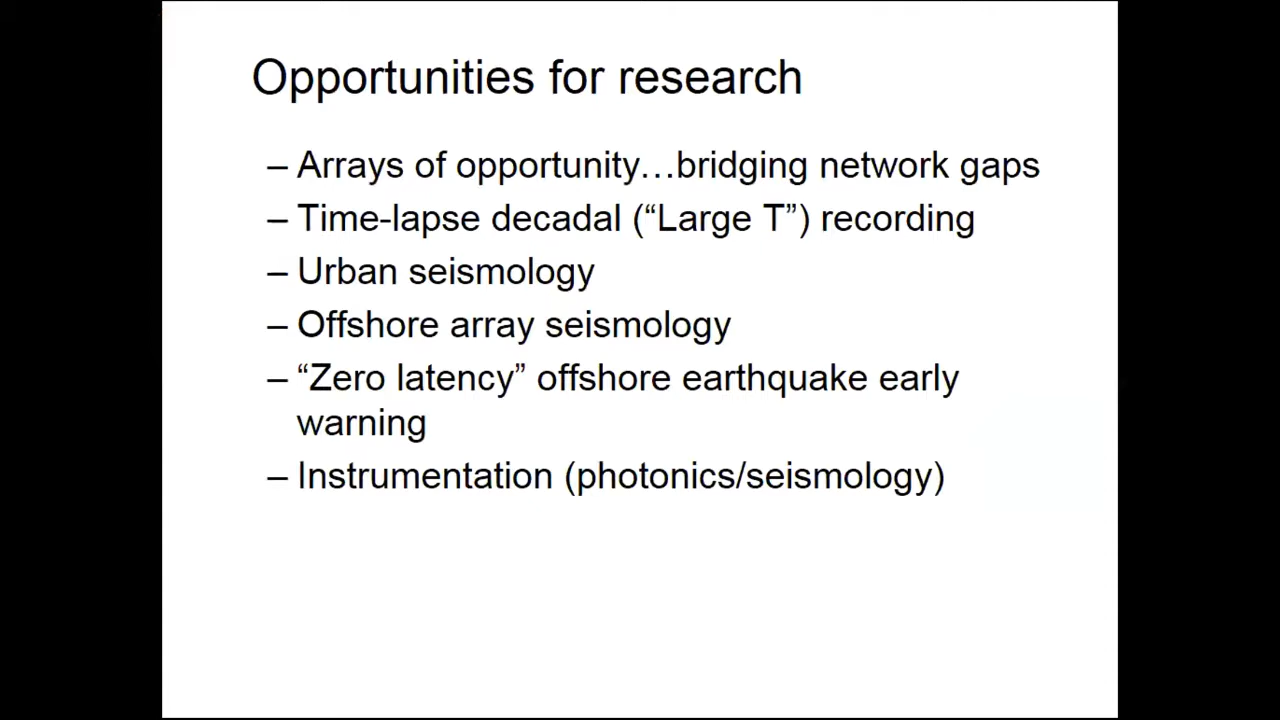 Opportunities for research
– Arrays of opportunity…bridging network gaps
– Time-lapse decadal (“Large T”) recording
– Urban seismology
– Offshore array seismology
– “Zero latency” offshore earthquake early
warning
– Instrumentation (photonics/seismology)